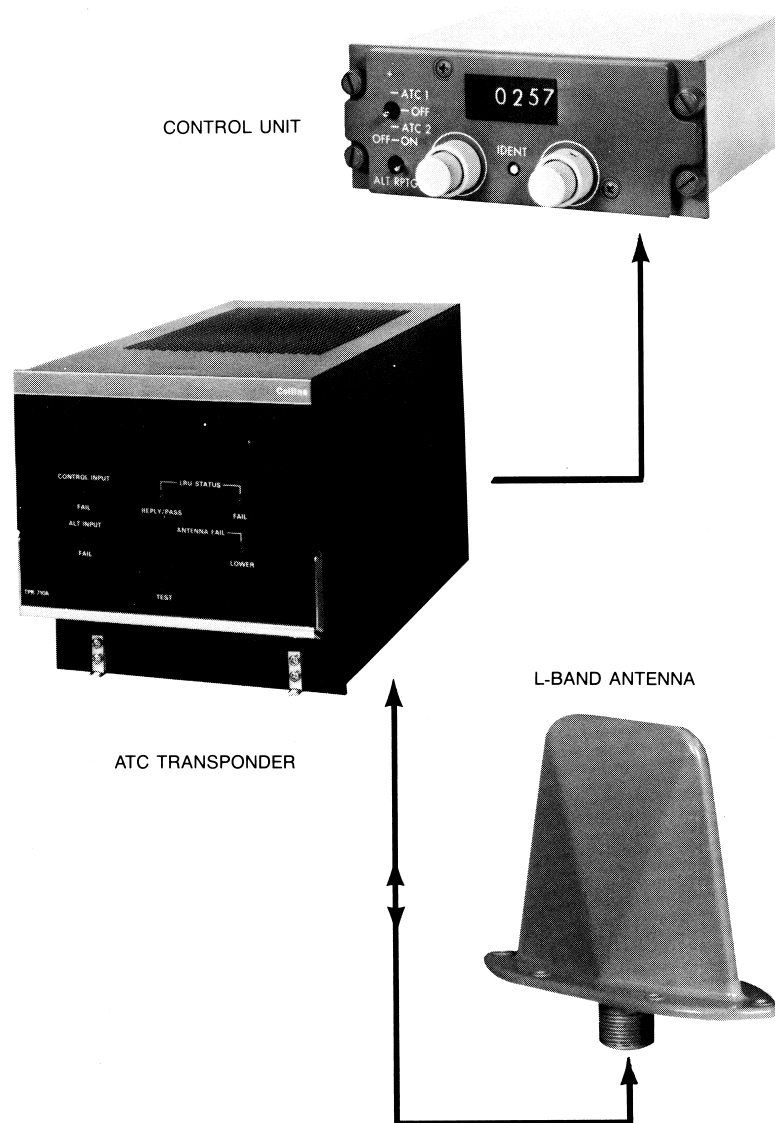 CONTROL UNIT
ATC 1
OFF
ATC 2
OFF ON
ALT RPTG
0257
IDENT
Collins
CONTROL INPUT
FAIL
ALT INPUT
FAIL
LRU STATUS
REPLY/PASS
FAIL
ANTENNA FAIL
LOWER
TPR 710A
TEST
ATC TRANSPONDER
L-BAND ANTENNA